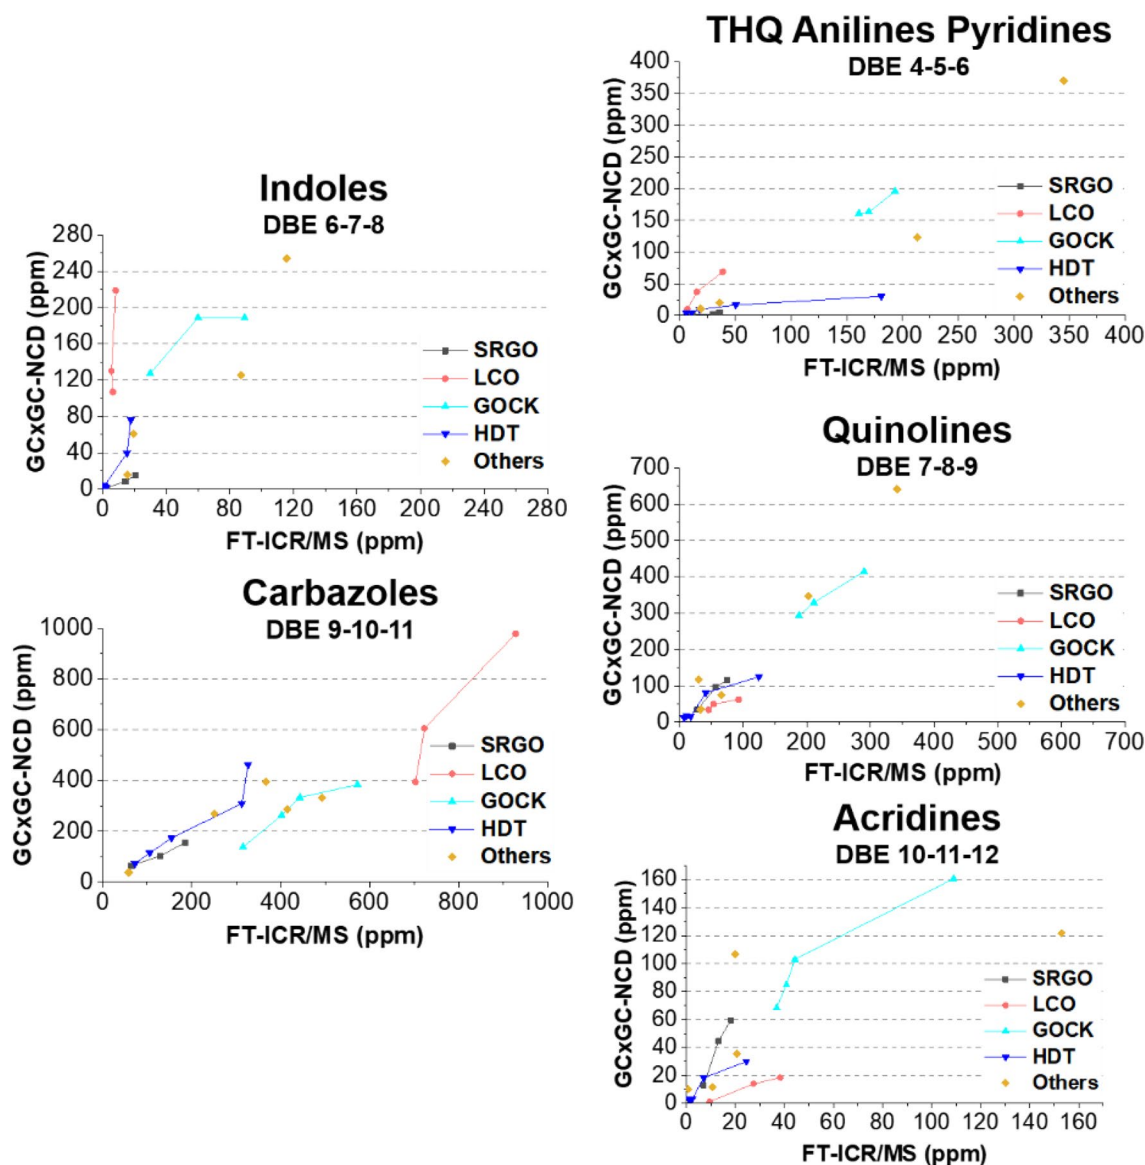 Indoles
DBE 6-7-8
GCxGC-NCD (ppm)
280
240
200
160
120
80
40
0
0 40 80 120 160 200 240 280
FT-ICR/MS (ppm)
SRGO
LCO
GOCK
HDT
Others
Carbazoles
DBE 9-10-11
GCxGC-NCD (ppm)
1000
800
600
400
200
0
0 200 400 600 800 1000
FT-ICR/MS (ppm)
SRGO
LCO
GOCK
HDT
Others
THQ Anilines Pyridines
DBE 4-5-6
GCxGC-NCD (ppm)
400
350
300
250
200
150
100
50
0
0 50 100 150 200 250 300 350 400
FT-ICR/MS (ppm)
SRGO
LCO
GOCK
HDT
Others
Quinolines
DBE 7-8-9
GCxGC-NCD (ppm)
700
600
500
400
300
200
100
0
0 100 200 300 400 500 600 700
FT-ICR/MS (ppm)
SRGO
LCO
GOCK
HDT
Others
Acridines
DBE 10-11-12
GCxGC-NCD (ppm)
160
140
120
100
80
60
40
20
0
0 20 40 60 80 100 120 140 160
FT-ICR/MS (ppm)
SRGO
LCO
GOCK
HDT
Others